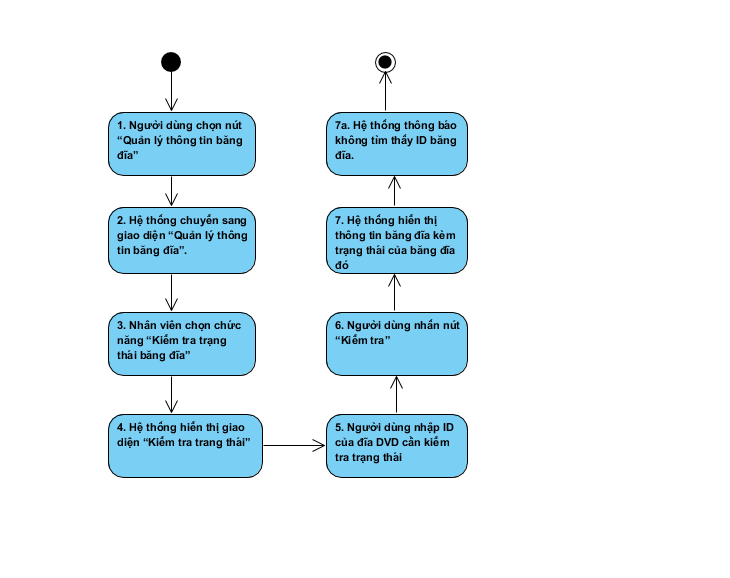 1. Người dùng chọn nút
“Quản lý thông tin băng
đĩa”
2. Hệ thống chuyển sang
giao diện “Quản lý thông
tin băng đĩa”.
3. Nhân viên chọn chức
năng “Kiểm tra trạng
thái băng đĩa”
4. Hệ thống hiển thị giao
diện “Kiểm tra trang thái”
5. Người dùng nhập ID
của đĩa DVD cần kiểm
tra trạng thái
6. Người dùng nhấn nút
“Kiểm tra”
7. Hệ thống hiển thị
thông tin băng đĩa kèm
trạng thái của băng đĩa
đó
7a. Hệ thống thông báo
không tìm thấy ID băng
đĩa.